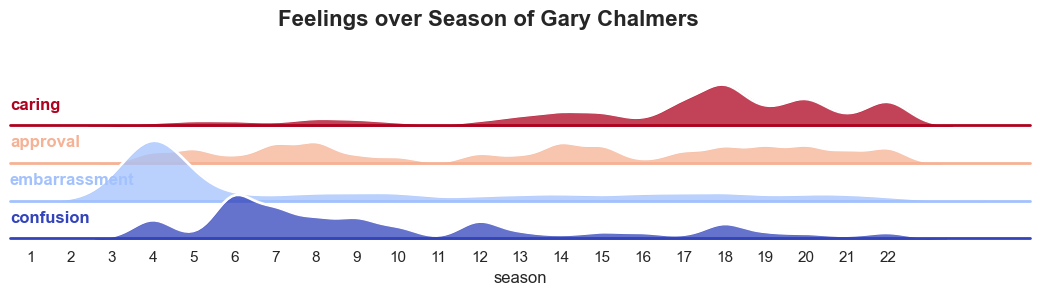 Feelings over Season of Gary Chalmers
caring
approval
embarrassment
confusion
1 2 3 4 5 6 7 8 9 10 11 12 13 14 15 16 17 18 19 20 21 22
season